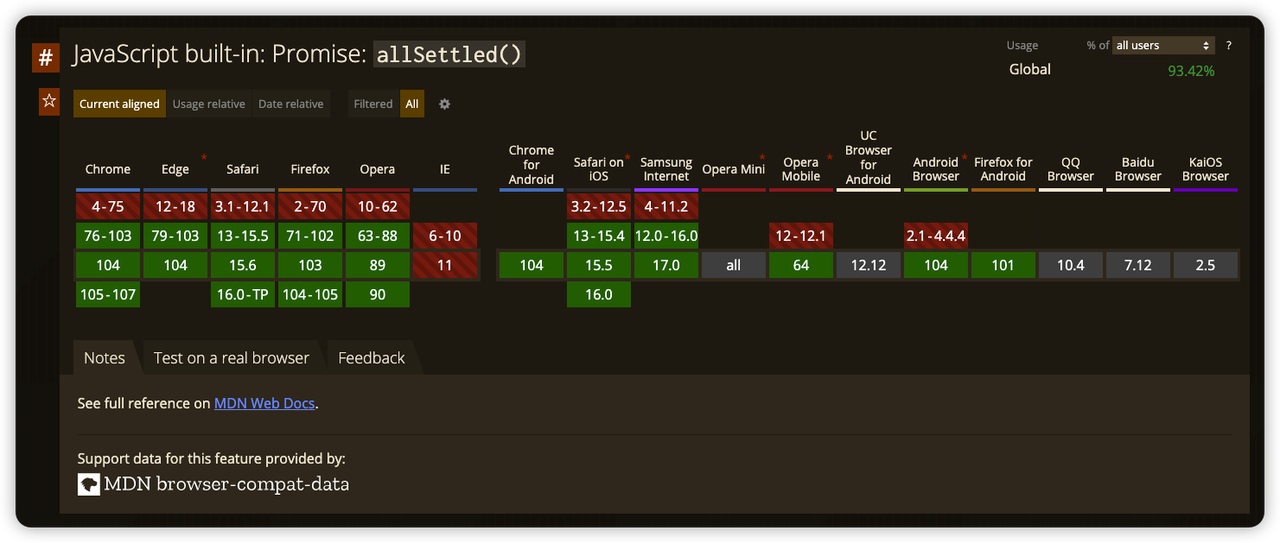 #
JavaScript built-in: Promise: allSettled()
Usage % of all users ?
Global 93.42%
☆
Current aligned Usage relative Date relative Filtered All
Chrome Edge * Safari Firefox Opera IE Chrome for Android Safari on iOS * Samsung Internet Opera Mini * Opera Mobile * UC Browser for Android Android Browser * Firefox for Android QQ Browser Baidu Browser KaiOS Browser
4-75 12-18 3.1-12.1 2-70 10-62 3.2-12.5 4-11.2
76-103 79-103 13-15.5 71-102 63-88 6-10 13-15.4 12.0-16.0 12-12.1 2.1-4.4.4
104 104 15.6 103 89 11 104 15.5 17.0 all 64 12.12 104 101 10.4 7.12 2.5
105-107 16.0-TP 104-105 90 16.0
Notes Test on a real browser Feedback
See full reference on MDN Web Docs.
Support data for this feature provided by:
MDN browser-compat-data